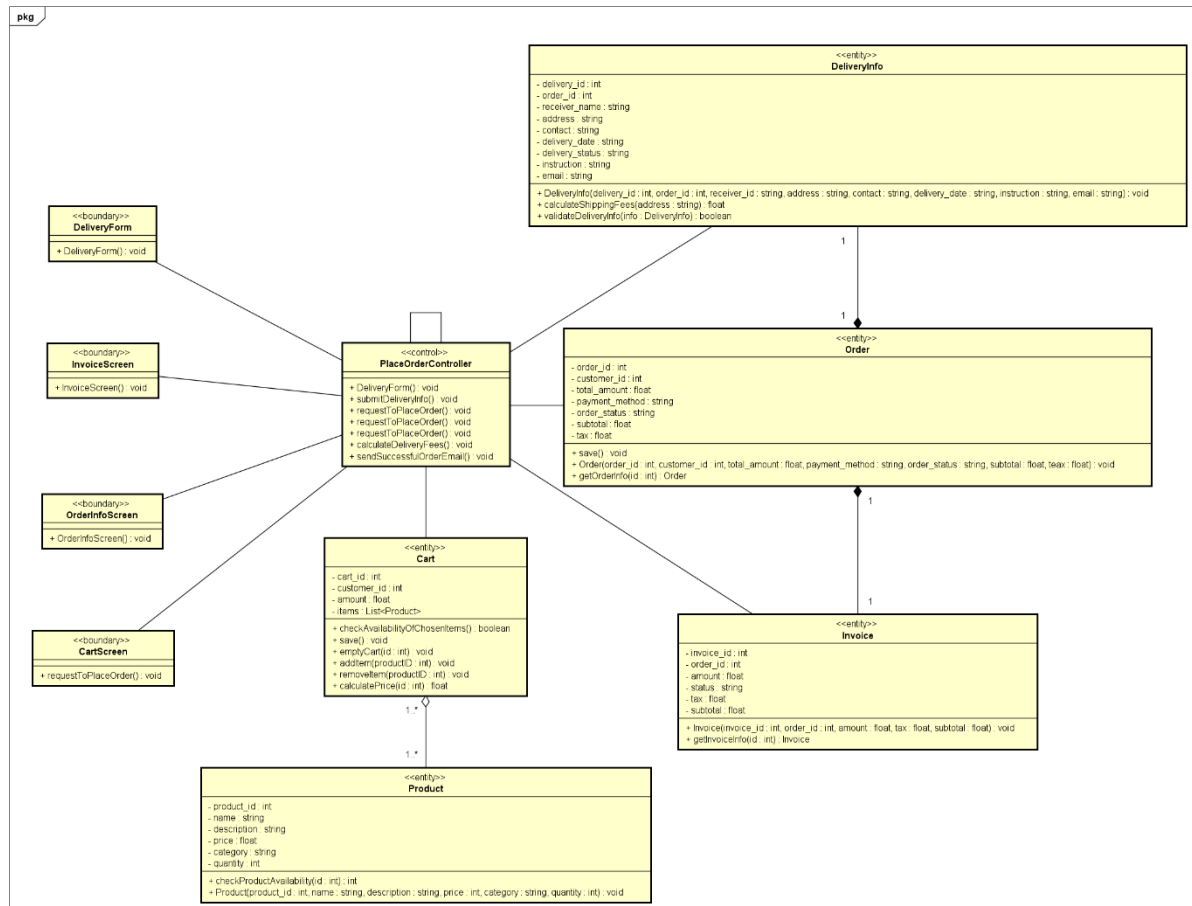 pkg
<<entity>>
DeliveryInfo
- delivery_id : int
- order_id : int
- receiver_name : string
- address : string
- contact : string
- delivery_date : string
- delivery_status : string
- instruction : string
- email : string
+ DeliveryInfo(delivery_id : int, order_id : int, receiver_id : string, address : string, contact : string, delivery_date : string, instruction : string, email : string) : void
+ calculateShippingFees(address : string) : float
+ validateDeliveryInfo(info : DeliveryInfo) : boolean
<<boundary>>
DeliveryForm
+ DeliveryForm() : void
1
1
<<boundary>>
InvoiceScreen
+ InvoiceScreen() : void
<<control>>
PlaceOrderController
+ DeliveryForm() : void
+ submitDeliveryInfo() : void
+ requestToPlaceOrder() : void
+ requestToPlaceOrder() : void
+ requestToPlaceOrder() : void
+ calculateDeliveryFees() : void
+ sendSuccessfulOrderEmail() : void
<<entity>>
Order
- order_id : int
- customer_id : int
- total_amount : float
- payment_method : string
- order_status : string
- subtotal : float
- tax : float
+ save() : void
+ Order(order_id : int, customer_id : int, total_amount : float, payment_method : string, order_status : string, subtotal : float, teax : float) : void
+ getOrderInfo(id : int) : Order
1
1
<<boundary>>
OrderInfoScreen
+ OrderInfoScreen() : void
<<entity>>
Cart
- cart_id : int
- customer_id : int
- amount : float
- items : List<Product>
+ checkAvailabilityOfChosenItems() : boolean
+ save() : void
+ emptyCart(id : int) : void
+ addItem(productID : int) : void
+ removeItem(productID : int) : void
+ calculatePrice(id : int) : float
1..*
1..*
<<boundary>>
CartScreen
+ requestToPlaceOrder() : void
<<entity>>
Invoice
- invoice_id : int
- order_id : int
- amount : float
- status : string
- tax : float
- subtotal : float
+ Invoice(invoice_id : int, order_id : int, amount : float, tax : float, subtotal : float) : void
+ getInvoiceInfo(id : int) : Invoice
<<entity>>
Product
- product_id : int
- name : string
- description : string
- price : float
- category : string
- quantity : int
+ checkProductAvailability(id : int) : int
+ Product(product_id : int, name : string, description : string, price : int, category : string, quantity : int) : void